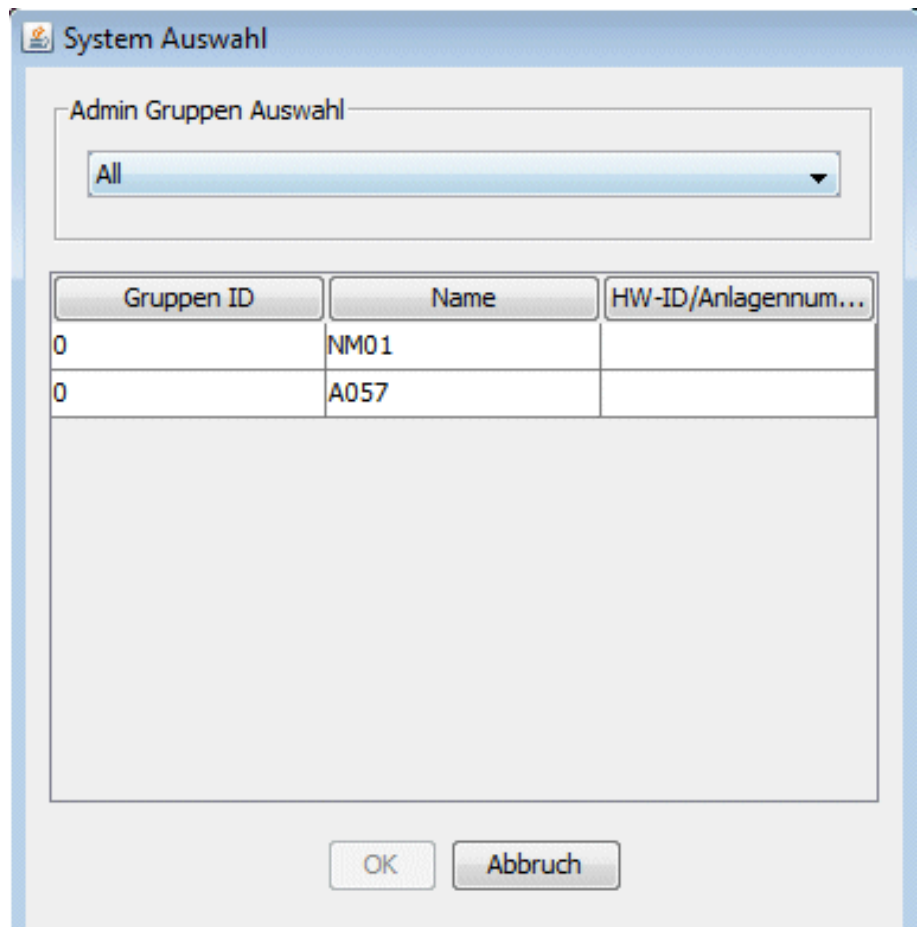 System Auswahl
Admin Gruppen Auswahl
All
Gruppen ID Name HW-ID/Anlagennum...
0 NM01
0 A057
OK Abbruch